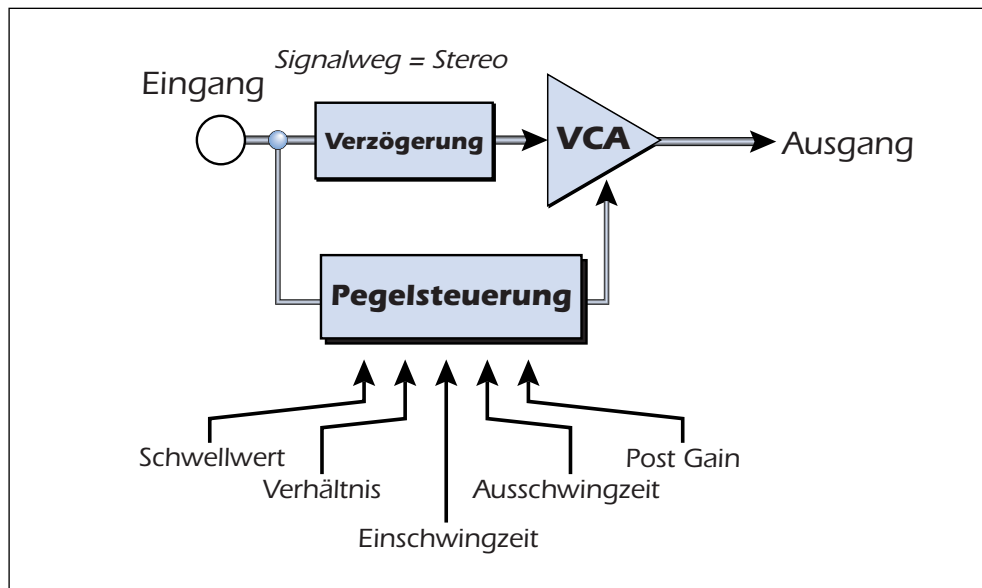 Signalweg = Stereo
Eingang
Verzögerung
VCA
Ausgang
Pegelsteuerung
Schwellwert
Post Gain
Verhältnis
Ausschwingzeit
Einschwingzeit